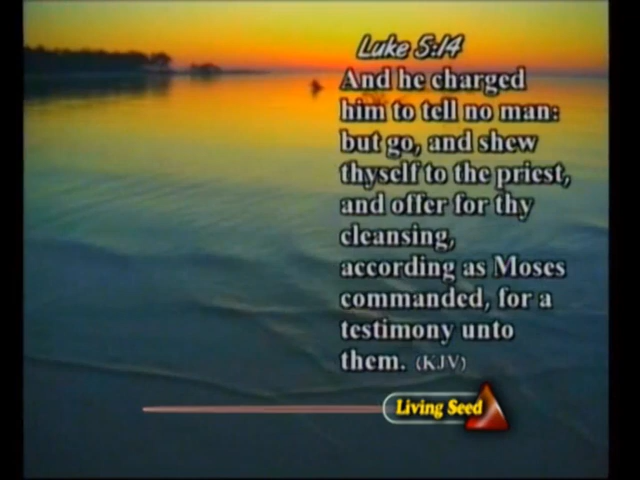 Luke 5:14
And he charged
him to tell no man:
but go, and shew
thyself to the priest,
and offer for thy
cleansing,
according as Moses
commanded, for a
testimony unto
them. (KJV)
Living Seed